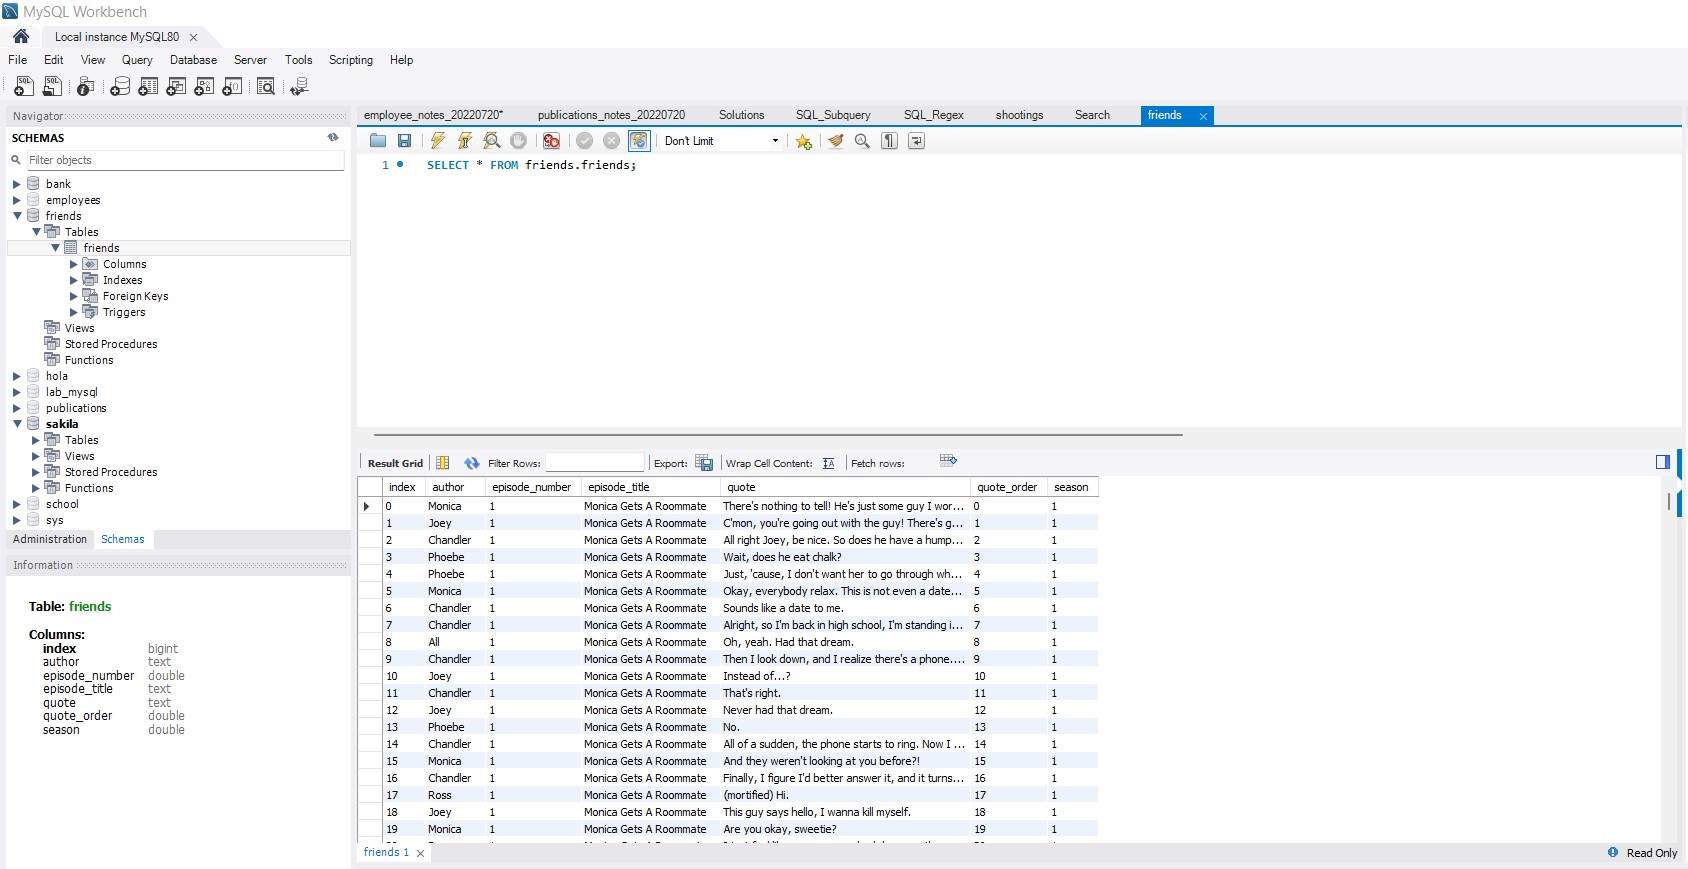 MySQL Workbench
Local instance MySQL80
File Edit View Query Database Server Tools Scripting Help
Navigator
SCHEMAS
Filter objects
bank
employees
friends
Tables
friends
Columns
Indexes
Foreign Keys
Triggers
Views
Stored Procedures
Functions
hola
lab_mysql
publications
sakila
Tables
Views
Stored Procedures
Functions
school
sys
Administration Schemas
Information
Table: friends
Columns:
index bigint
author text
episode_number double
episode_title text
quote text
quote_order double
season double
employee_notes_20220720* publications_notes_20220720 Solutions SQL_Subquery SQL_Regex shootings Search friends
Don't Limit
1 SELECT * FROM friends.friends;
Result Grid Filter Rows: Export: Wrap Cell Content: Fetch rows:
index author episode_number episode_title quote quote_order season
0 Monica 1 Monica Gets A Roommate There's nothing to tell! He's just some guy I wor... 0 1
1 Joey 1 Monica Gets A Roommate C'mon, you're going out with the guy! There's g... 1 1
2 Chandler 1 Monica Gets A Roommate All right Joey, be nice. So does he have a hump... 2 1
3 Phoebe 1 Monica Gets A Roommate Wait, does he eat chalk? 3 1
4 Phoebe 1 Monica Gets A Roommate Just, 'cause, I don't want her to go through wh... 4 1
5 Monica 1 Monica Gets A Roommate Okay, everybody relax. This is not even a date... 5 1
6 Chandler 1 Monica Gets A Roommate Sounds like a date to me. 6 1
7 Chandler 1 Monica Gets A Roommate Alright, so I'm back in high school, I'm standing i... 7 1
8 All 1 Monica Gets A Roommate Oh, yeah. Had that dream. 8 1
9 Chandler 1 Monica Gets A Roommate Then I look down, and I realize there's a phone.... 9 1
10 Joey 1 Monica Gets A Roommate Instead of...? 10 1
11 Chandler 1 Monica Gets A Roommate That's right. 11 1
12 Joey 1 Monica Gets A Roommate Never had that dream. 12 1
13 Phoebe 1 Monica Gets A Roommate No. 13 1
14 Chandler 1 Monica Gets A Roommate All of a sudden, the phone starts to ring. Now I ... 14 1
15 Monica 1 Monica Gets A Roommate And they weren't looking at you before?! 15 1
16 Chandler 1 Monica Gets A Roommate Finally, I figure I'd better answer it, and it turns... 16 1
17 Ross 1 Monica Gets A Roommate (mortified) Hi. 17 1
18 Joey 1 Monica Gets A Roommate This guy says hello, I wanna kill myself. 18 1
19 Monica 1 Monica Gets A Roommate Are you okay, sweetie? 19 1
friends 1
Read Only